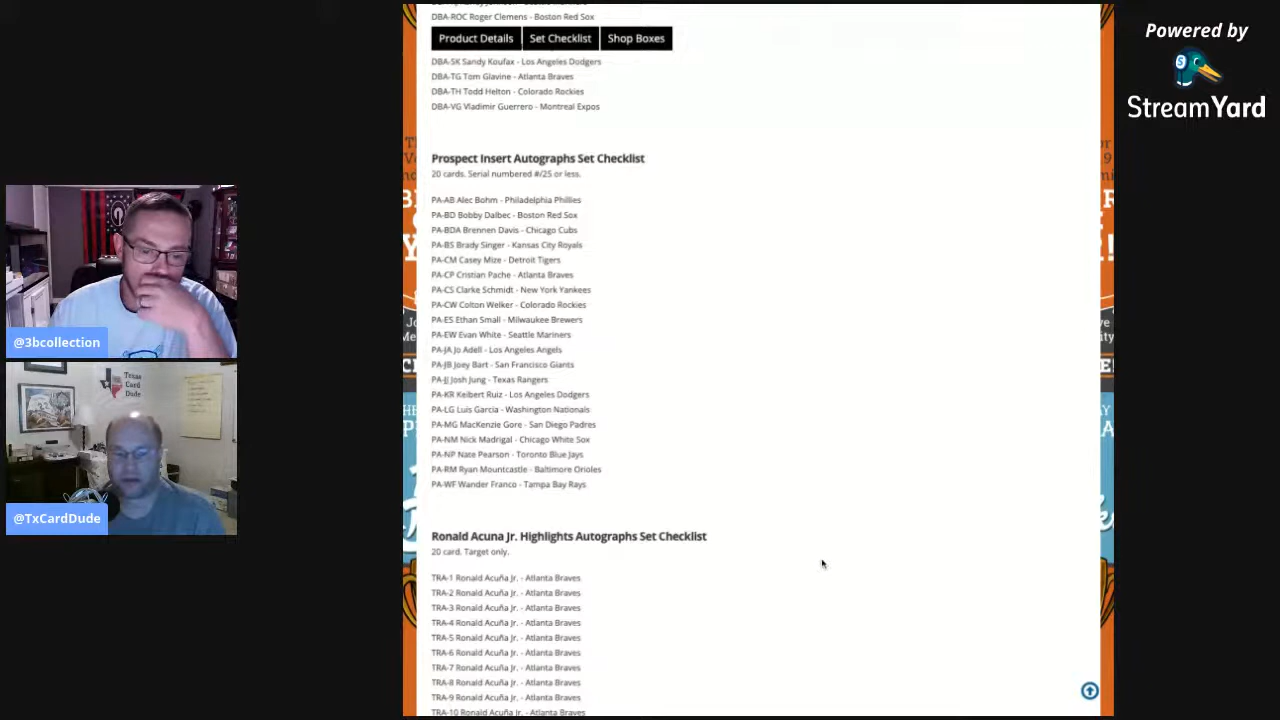 DBA-ROC Roger Clemens - Boston Red Sox
Product Details
Set Checklist
Shop Boxes
DBA-SK Sandy Koufax - Los Angeles Dodgers
DBA-TG Tom Glavine - Atlanta Braves
DBA-TH Todd Helton - Colorado Rockies
DBA-VG Vladimir Guerrero - Montreal Expos
Prospect Insert Autographs Set Checklist
20 cards. Serial numbered #/25 or less.
PA-AB Alec Bohm - Philadelphia Phillies
PA-BD Bobby Dalbec - Boston Red Sox
PA-BDA Brennen Davis - Chicago Cubs
PA-BS Brady Singer - Kansas City Royals
PA-CM Casey Mize - Detroit Tigers
PA-CP Cristian Pache - Atlanta Braves
PA-CS Clarke Schmidt - New York Yankees
PA-CW Colton Welker - Colorado Rockies
PA-ES Ethan Small - Milwaukee Brewers
PA-EW Evan White - Seattle Mariners
PA-JA Jo Adell - Los Angeles Angels
PA-JB Joey Bart - San Francisco Giants
PA-JJ Josh Jung - Texas Rangers
PA-KR Keibert Ruiz - Los Angeles Dodgers
PA-LG Luis Garcia - Washington Nationals
PA-MG MacKenzie Gore - San Diego Padres
PA-NM Nick Madrigal - Chicago White Sox
PA-NP Nate Pearson - Toronto Blue Jays
PA-RM Ryan Mountcastle - Baltimore Orioles
PA-WF Wander Franco - Tampa Bay Rays
Ronald Acuna Jr. Highlights Autographs Set Checklist
20 card. Target only.
TRA-1 Ronald Acuña Jr. - Atlanta Braves
TRA-2 Ronald Acuña Jr. - Atlanta Braves
TRA-3 Ronald Acuña Jr. - Atlanta Braves
TRA-4 Ronald Acuña Jr. - Atlanta Braves
TRA-5 Ronald Acuña Jr. - Atlanta Braves
TRA-6 Ronald Acuña Jr. - Atlanta Braves
TRA-7 Ronald Acuña Jr. - Atlanta Braves
TRA-8 Ronald Acuña Jr. - Atlanta Braves
TRA-9 Ronald Acuña Jr. - Atlanta Braves
TRA-10 Ronald Acuña Jr. - Atlanta Braves
@3bcollection
Texas
Card
Dude
@TxCardDude
Powered by
S
StreamYard